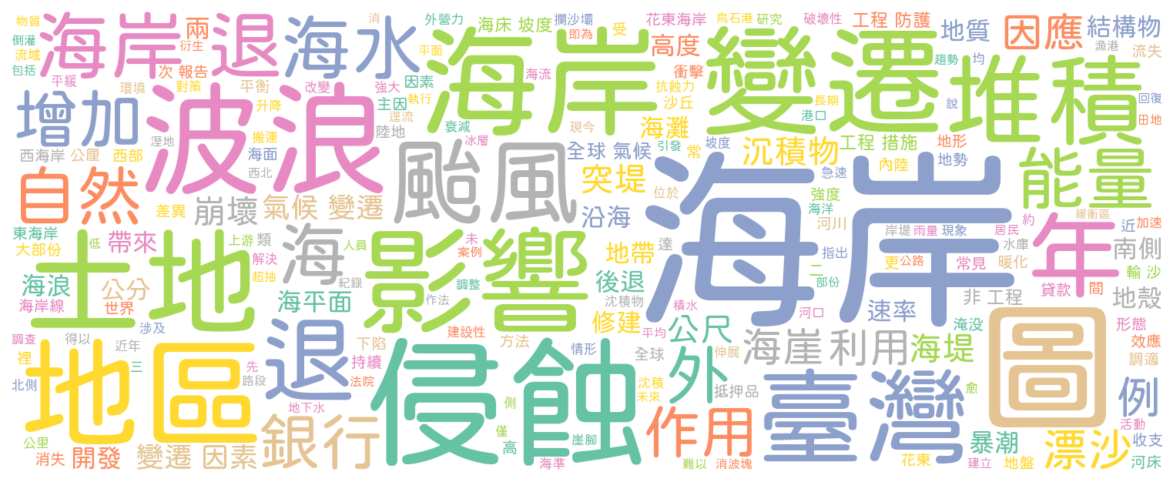 物質 海岸 退 兩 海水 消 外營力 海床 坡度 攔沙壩 花東海岸 烏石港 研究 破壞性 工程 防護 地質 因應 結構物
倒灌 衍生 即為 受 高度 趨勢 均 漁港 流失
流域 平面 海岸 變遷 堆積
包括 次 報告 海流 衝擊
平緩 環境 對策 平衡 改變 強大 因素 抗蝕力 長期 說 回復
增加 波浪 升降 主因 執行 還流 沙丘 港口 田地
搬運 溼地 陸地 衰減 現今 海灘 引發 常 坡度 工程 措施 地形
西海岸 公厘 西部 海面 冰層 全球 氣候 沉積物 內陸 地勢 能量
自然 西北 颱風 突堤 位於 急速
差異 崩壞 氣候 變遷 沿海 海岸 強度 海洋 約 緩衝區
東海岸 帶來 上游 類 海 人員 未 達 河川 岸堤 雨量 現象 居民 年 近 加速
大部份 低 解決 案例 地帶 指出 更 公路 水庫 南側
土地 影響 紀錄 超抽 調整 後退 二 常見 暖化 輸 沙
海浪 公分 海平面 沈積物 部份 非 工程 貸款 間 地殼
海岸線 世界 作法 修建 積水 河口 速率 圖 形態
涉及 退 建設性 平均 公尺 淹沒 效應
調查 得以 下陷 方法 伸展 海崖 利用 海堤 調適
裡 近年 三 先 持續 侵蝕 情形 全球 外
地區 路段 法院 沈積 抵押品 例
北側 地下水 側 未來 臺灣 愈 活動
銀行 僅 作用
公里 高 崖腳 暴潮 漂沙 收支
消失 開發 變遷 因素 海準 難以 消波塊 花東 建立 地盤 河床